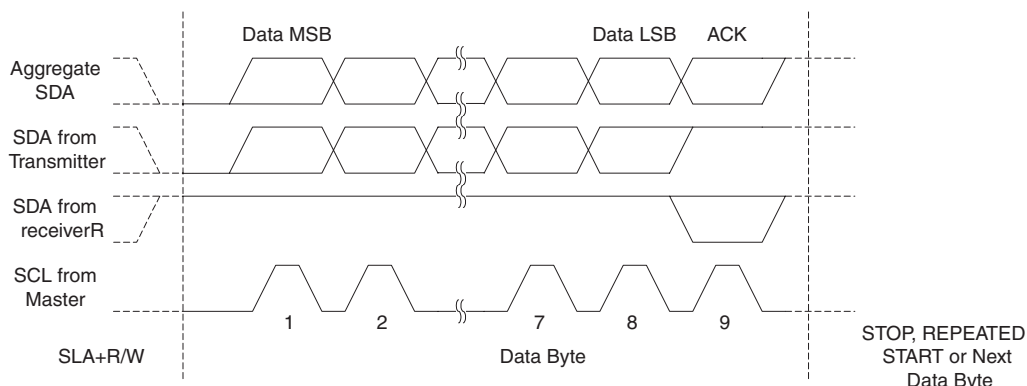 Data MSB
Data LSB
ACK
Aggregate
SDA
SDA from
Transmitter
SDA from
receiverR
SCL from
Master
1
2
7
8
9
SLA+R/W
Data Byte
STOP, REPEATED
START or Next
Data Byte